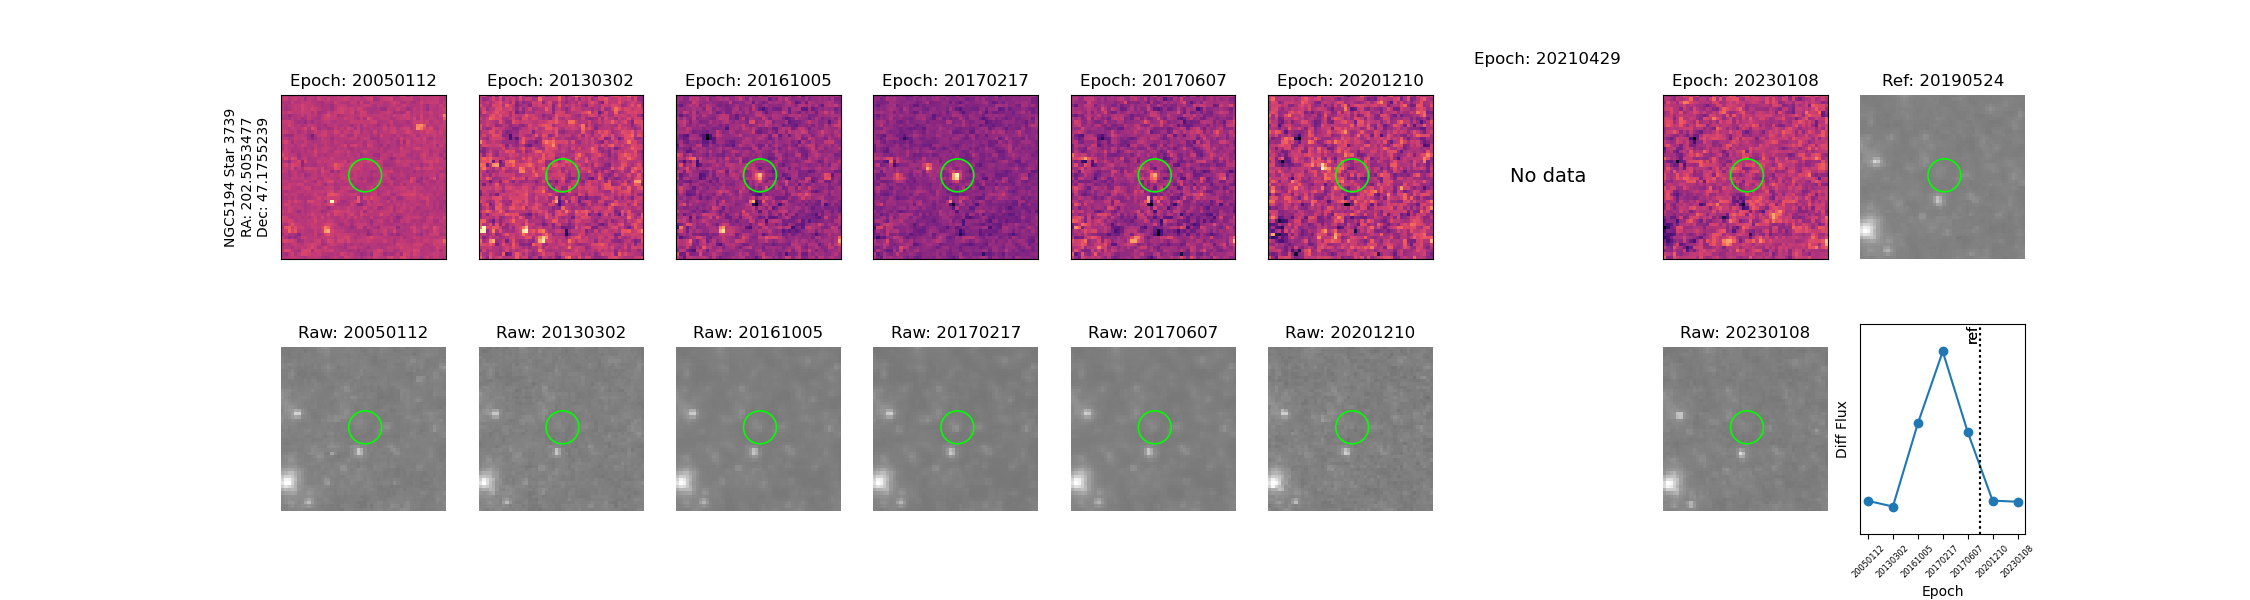 Epoch: 20210429
Epoch: 20050112
Epoch: 20130302
Epoch: 20161005
Epoch: 20170217
Epoch: 20170607
Epoch: 20201210
Epoch: 20230108
Ref: 20190524
NGC5194 Star 3739
RA: 202.5053477
Dec: 47.1755239
No data
Raw: 20050112
Raw: 20130302
Raw: 20161005
Raw: 20170217
Raw: 20170607
Raw: 20201210
Raw: 20230108
ref
Diff Flux
20050112
20130302
20161005
20170217
20170607
20201210
20230108
Epoch